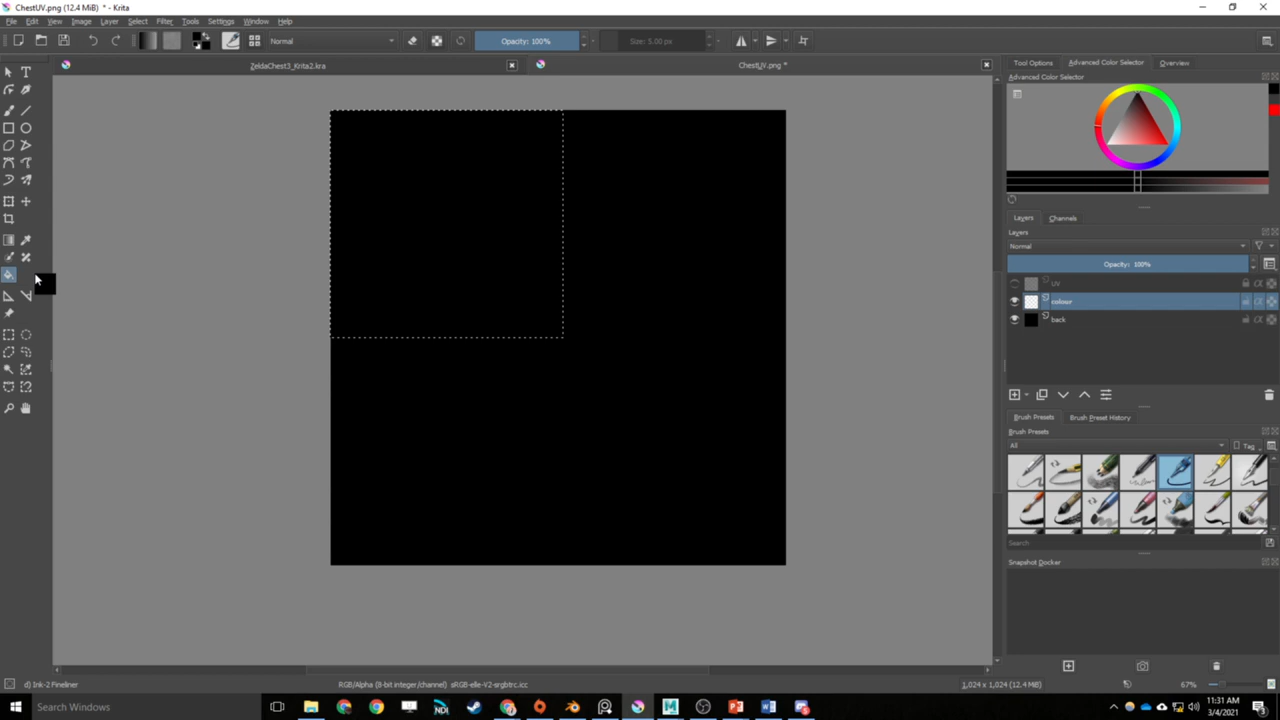 ChestUV.png (12.4 MiB) * - Krita
File Edit View Image Layer Select Filter Tools Settings Window Help
Normal Opacity: 100% Size: 5.00 px
ZeldaChest3_Krita2.kra ChestUV.png *
Tool Options Advanced Color Selector Overview
Advanced Color Selector
Layers Channels
Layers
Normal
Opacity: 100%
UV
colour
back
Brush Presets Brush Preset History
Brush Presets
All Tag
Search
Snapshot Docker
d) Ink-2 Fineliner RGB/Alpha (8-bit integer/channel) sRGB-elle-V2-srgbtrc.icc 1,024 x 1,024 (12.4 MiB) 67%
Search Windows
NDI
11:31 AM
3/4/2021
3